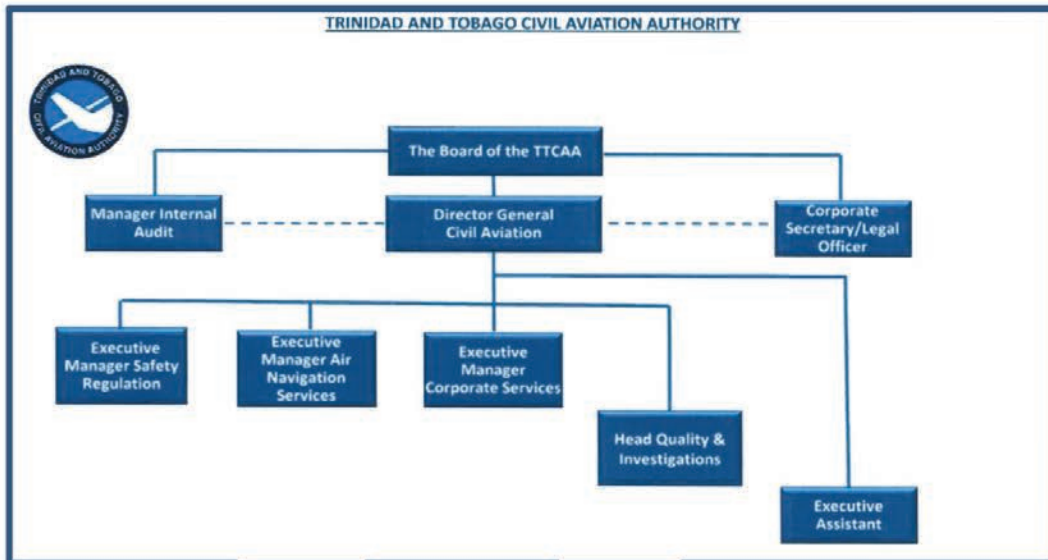 TRINIDAD AND TOBAGO CIVIL AVIATION AUTHORITY
TRINIDAD AND TOBAGO
CIVIL AVIATION AUTHORITY
The Board of the TTCAA
Manager Internal
Audit
Director General
Civil Aviation
Corporate
Secretary/Legal
Officer
Executive
Manager Safety
Regulation
Executive
Manager Air
Navigation
Services
Executive
Manager
Corporate Services
Head Quality &
Investigations
Executive
Assistant